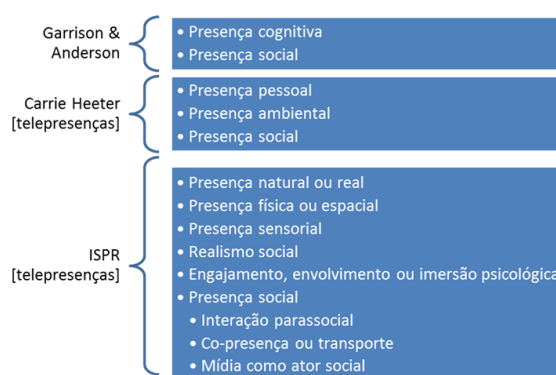 Garrison &
Anderson
• Presença cognitiva
• Presença social
Carrie Heeter
[telepresenças]
• Presença pessoal
• Presença ambiental
• Presença social
ISPR
[telepresenças]
• Presença natural ou real
• Presença física ou espacial
• Presença sensorial
• Realismo social
• Engajamento, envolvimento ou imersão psicológica
• Presença social
• Interação parassocial
• Co-presença ou transporte
• Mídia como ator social